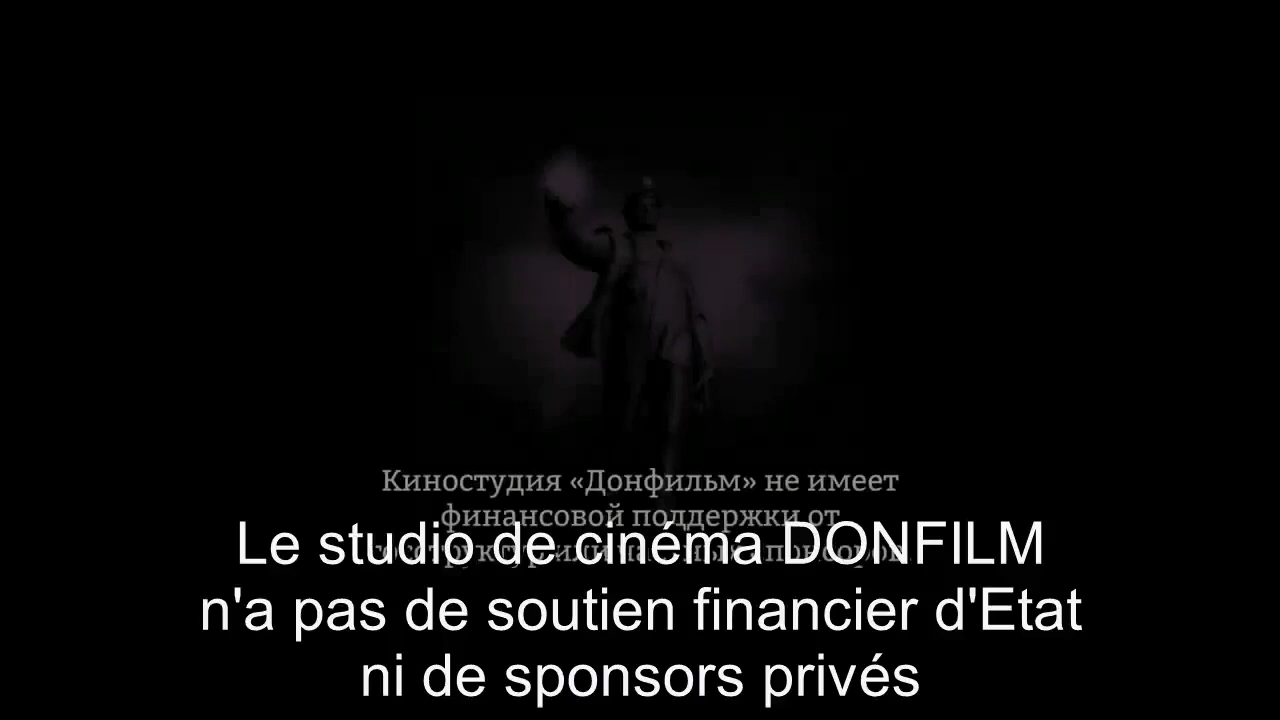 Киностудия «Донфильм» не имеет
финансовой поддержки от
Le studio de cinéma DONFILM
n'a pas de soutien financier d'Etat
ni de sponsors privés